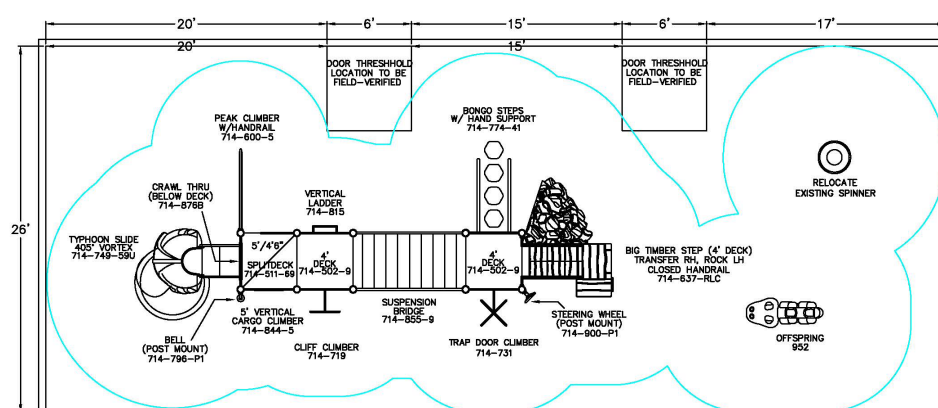 20' 6' 15' 6' 17'
20' 15'
DOOR THRESHHOLD
LOCATION TO BE
FIELD-VERIFIED
DOOR THRESHHOLD
LOCATION TO BE
FIELD-VERIFIED
26'
PEAK CLIMBER
W/HANDRAIL
714-600-5
BONGO STEPS
W/ HAND SUPPORT
714-774-41
CRAWL THRU
(BELOW DECK)
714-876B
VERTICAL
LADDER
714-815
RELOCATE
EXISTING SPINNER
TYPHOON SLIDE
405' VORTEX
714-749-59U
5'/4'6"
SPLITDECK
714-511-69
4'
DECK
714-502-9
4'
DECK
714-502-9
BIG TIMBER STEP (4' DECK)
TRANSFER RH, ROCK LH
CLOSED HANDRAIL
714-637-RLC
BELL
(POST MOUNT)
714-796-P1
5' VERTICAL
CARGO CLIMBER
714-844-5
SUSPENSION
BRIDGE
714-855-9
STEERING WHEEL
(POST MOUNT)
714-900-P1
CLIFF CLIMBER
714-719
TRAP DOOR CLIMBER
714-731
OFFSPRING
952